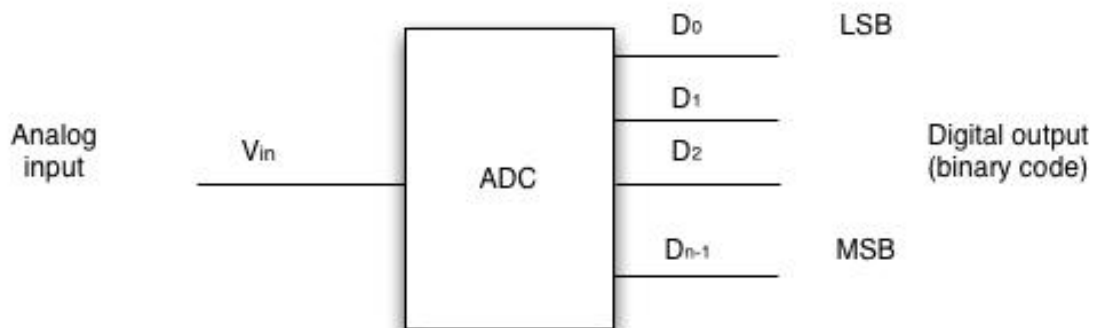 D0 LSB
D1
Analog
input
Vin
ADC
D2
Digital output
(binary code)
Dn-1 MSB